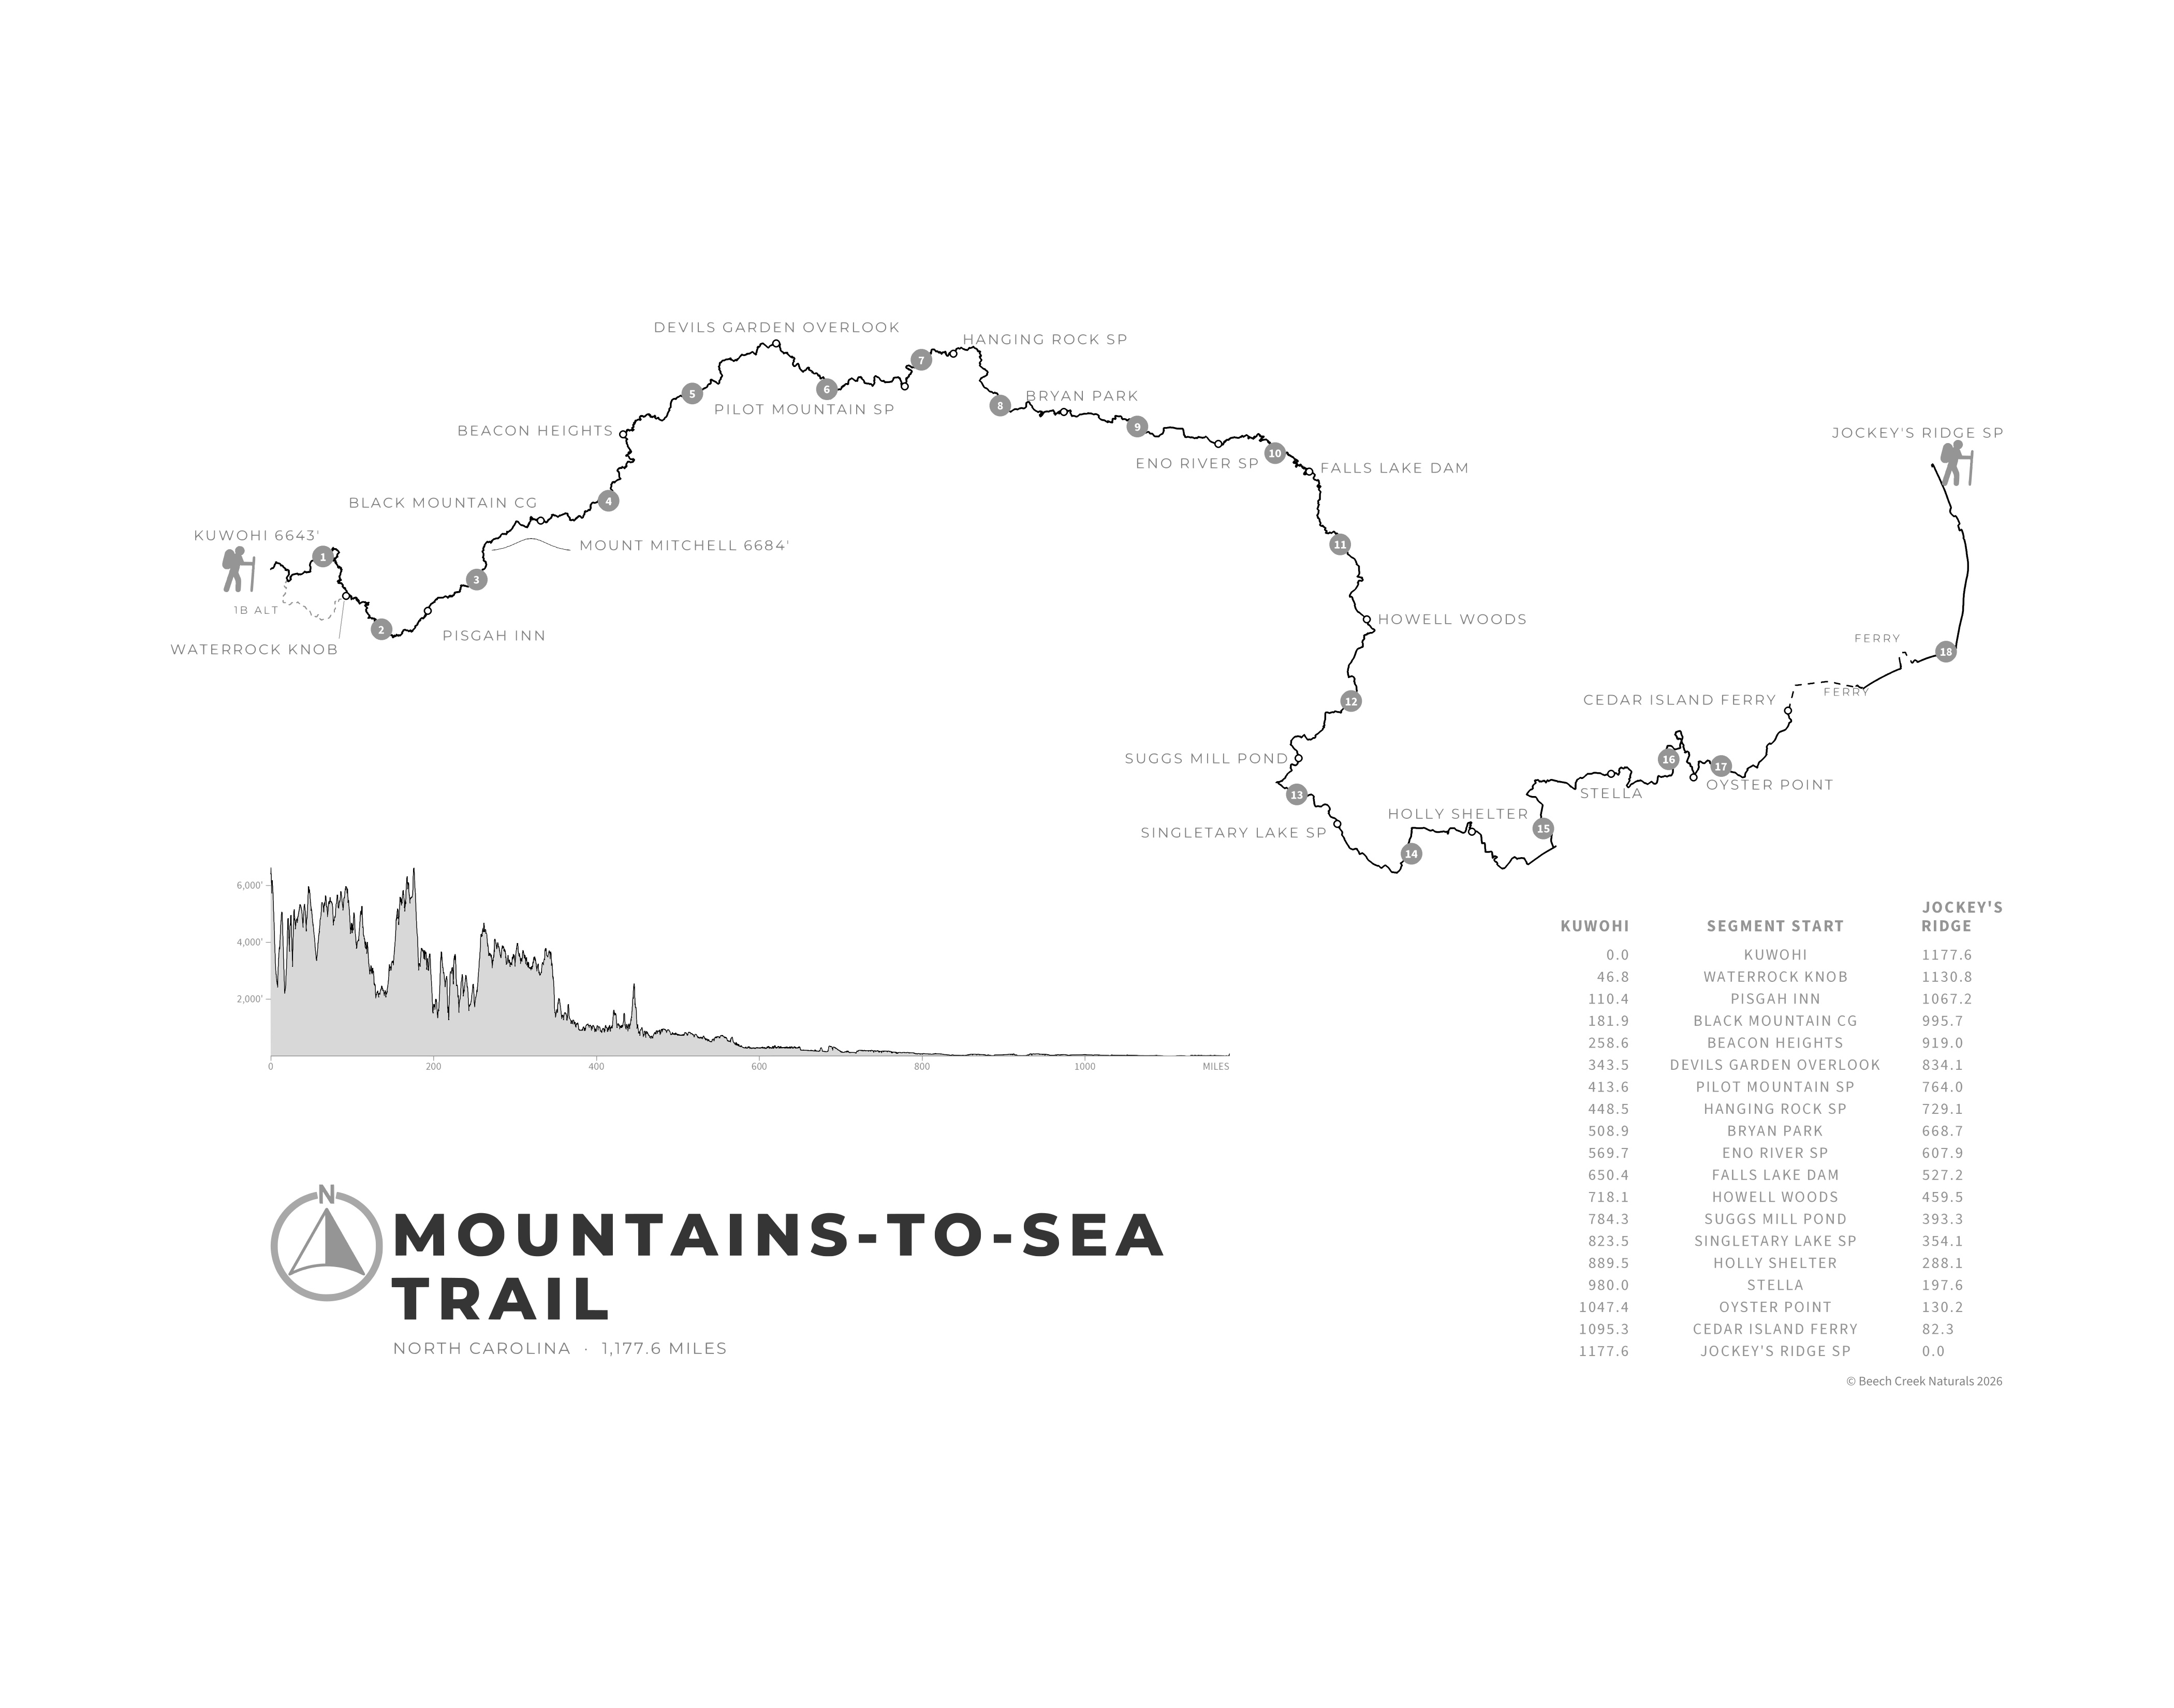 DEVILS GARDEN OVERLOOK
HANGING ROCK SP
7
5
6
PILOT MOUNTAIN SP
8
BRYAN PARK
BEACON HEIGHTS
9
ENO RIVER SP
10
FALLS LAKE DAM
JOCKEY'S RIDGE SP
BLACK MOUNTAIN CG
4
KUWOHI 6643'
1
MOUNT MITCHELL 6684'
3
11
1B ALT
2
PISGAH INN
WATERROCK KNOB
HOWELL WOODS
FERRY
18
FERRY
CEDAR ISLAND FERRY
12
SUGGS MILL POND
16
17
OYSTER POINT
STELLA
13
HOLLY SHELTER
15
SINGLETARY LAKE SP
14
6,000'
4,000'
2,000'
0 200 400 600 800 1000 MILES
KUWOHI SEGMENT START JOCKEY'S RIDGE
0.0 KUWOHI 1177.6
46.8 WATERROCK KNOB 1130.8
110.4 PISGAH INN 1067.2
181.9 BLACK MOUNTAIN CG 995.7
258.6 BEACON HEIGHTS 919.0
343.5 DEVILS GARDEN OVERLOOK 834.1
413.6 PILOT MOUNTAIN SP 764.0
448.5 HANGING ROCK SP 729.1
508.9 BRYAN PARK 668.7
569.7 ENO RIVER SP 607.9
650.4 FALLS LAKE DAM 527.2
718.1 HOWELL WOODS 459.5
784.3 SUGGS MILL POND 393.3
823.5 SINGLETARY LAKE SP 354.1
889.5 HOLLY SHELTER 288.1
980.0 STELLA 197.6
1047.4 OYSTER POINT 130.2
1095.3 CEDAR ISLAND FERRY 82.3
1177.6 JOCKEY'S RIDGE SP 0.0
N
MOUNTAINS-TO-SEA
TRAIL
NORTH CAROLINA · 1,177.6 MILES
© Beech Creek Naturals 2026